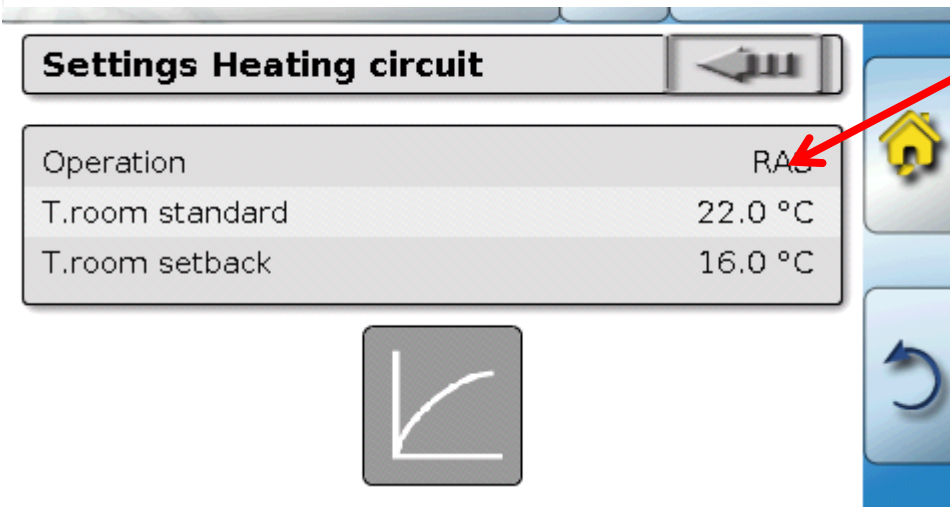 Settings Heating circuit
Operation RAS
T.room standard 22.0 °C
T.room setback 16.0 °C